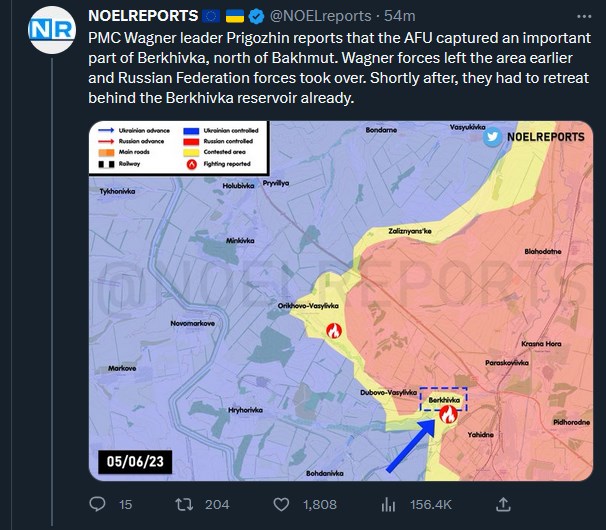 NR
NOELREPORTS @NOELreports · 54m
PMC Wagner leader Prigozhin reports that the AFU captured an important
part of Berkhivka, north of Bakhmut. Wagner forces left the area earlier
and Russian Federation forces took over. Shortly after, they had to retreat
behind the Berkhivka reservoir already.
Ukrainian advance Ukrainian controlled
Russian advance Russian controlled
Main roads Contested area
Railway Fighting reported
Bondarne Vasyukivka
NOELREPORTS
Holubivka Pryvillya
Tykhonivka
Zaliznyans'ke
Minkivka
Blahodatne
@NOELREPORTS
Orikhovo-Vasylivka
Novomarkove
Krasna Hora
Paraskoviivka
Markove
Dubovo-Vasylivka
Berkhivka
Hryhorivka
Pidhorodne
Yahidne
05/06/23
Bohdanivka
15 204 1,808 156.4K